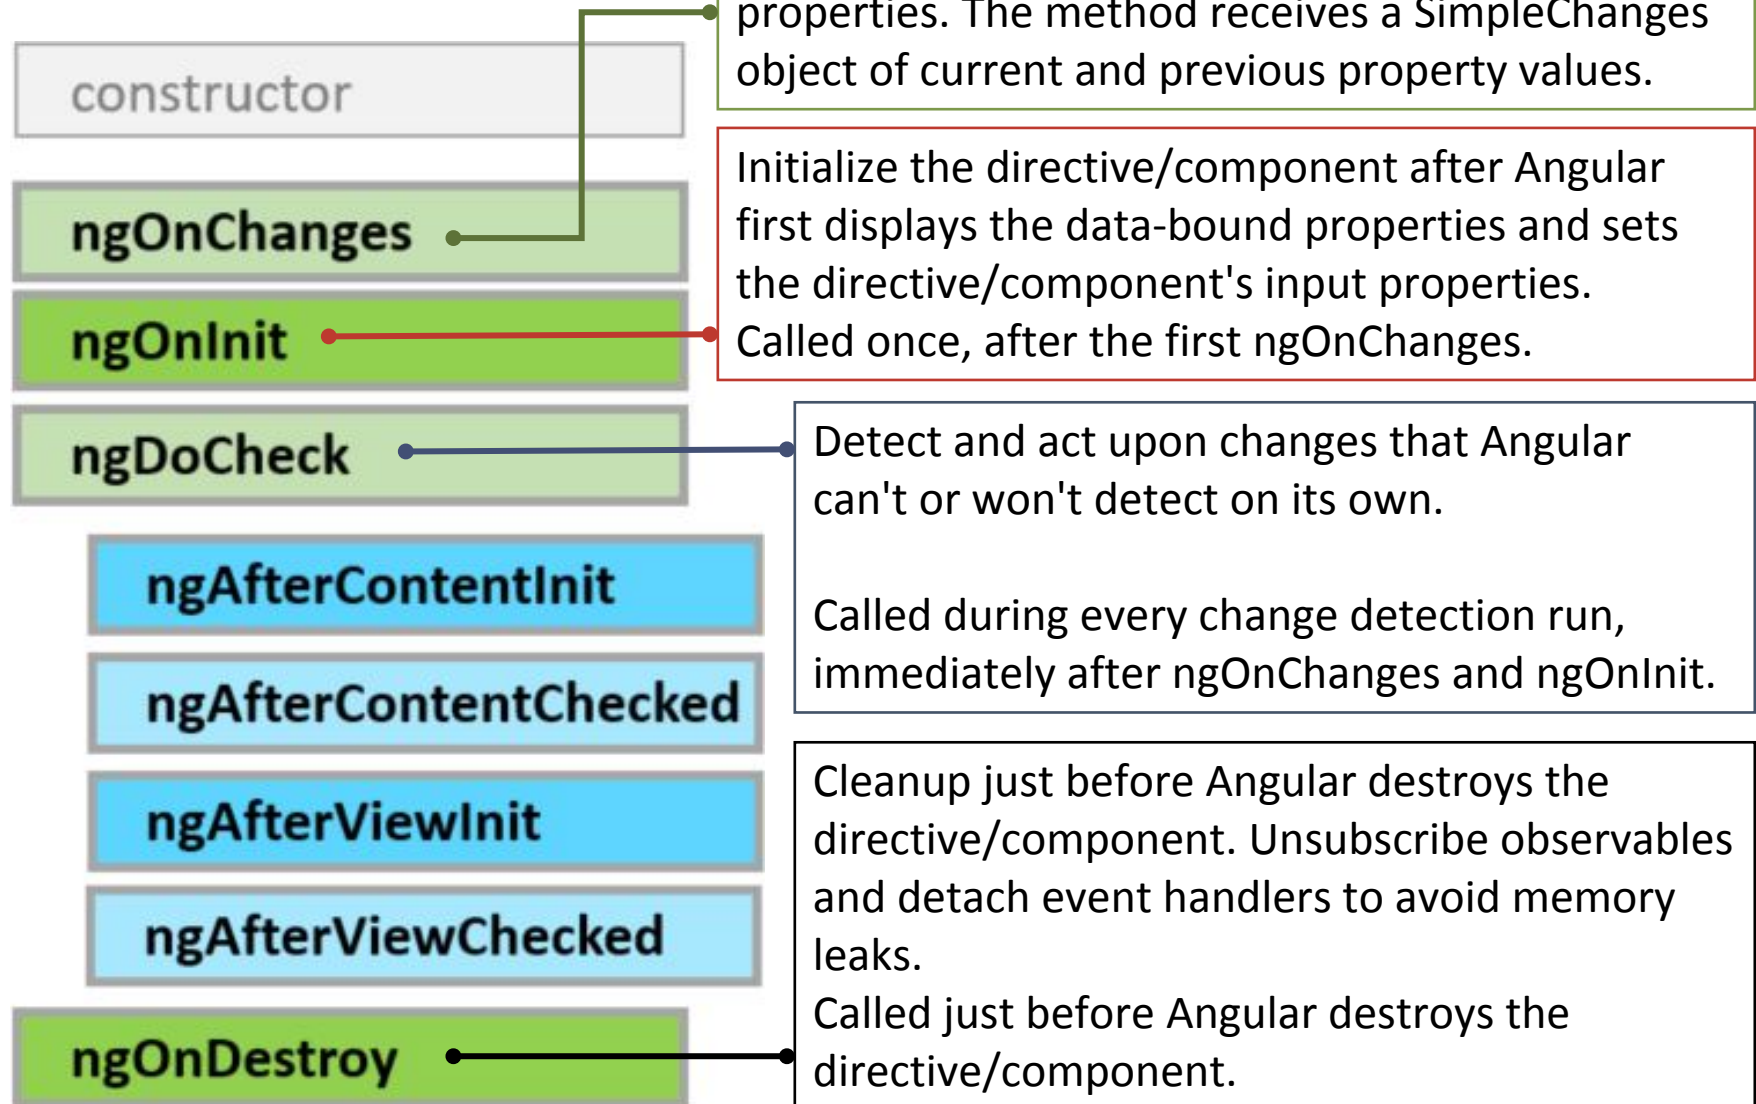 properties. The method receives a SimpleChanges
object of current and previous property values.
constructor
Initialize the directive/component after Angular
first displays the data-bound properties and sets
the directive/component's input properties.
Called once, after the first ngOnChanges.
ngOnChanges
ngOnInit
ngDoCheck
Detect and act upon changes that Angular
can't or won't detect on its own.
Called during every change detection run,
immediately after ngOnChanges and ngOnInit.
ngAfterContentInit
ngAfterContentChecked
ngAfterViewInit
ngAfterViewChecked
Cleanup just before Angular destroys the
directive/component. Unsubscribe observables
and detach event handlers to avoid memory
leaks.
Called just before Angular destroys the
directive/component.
ngOnDestroy